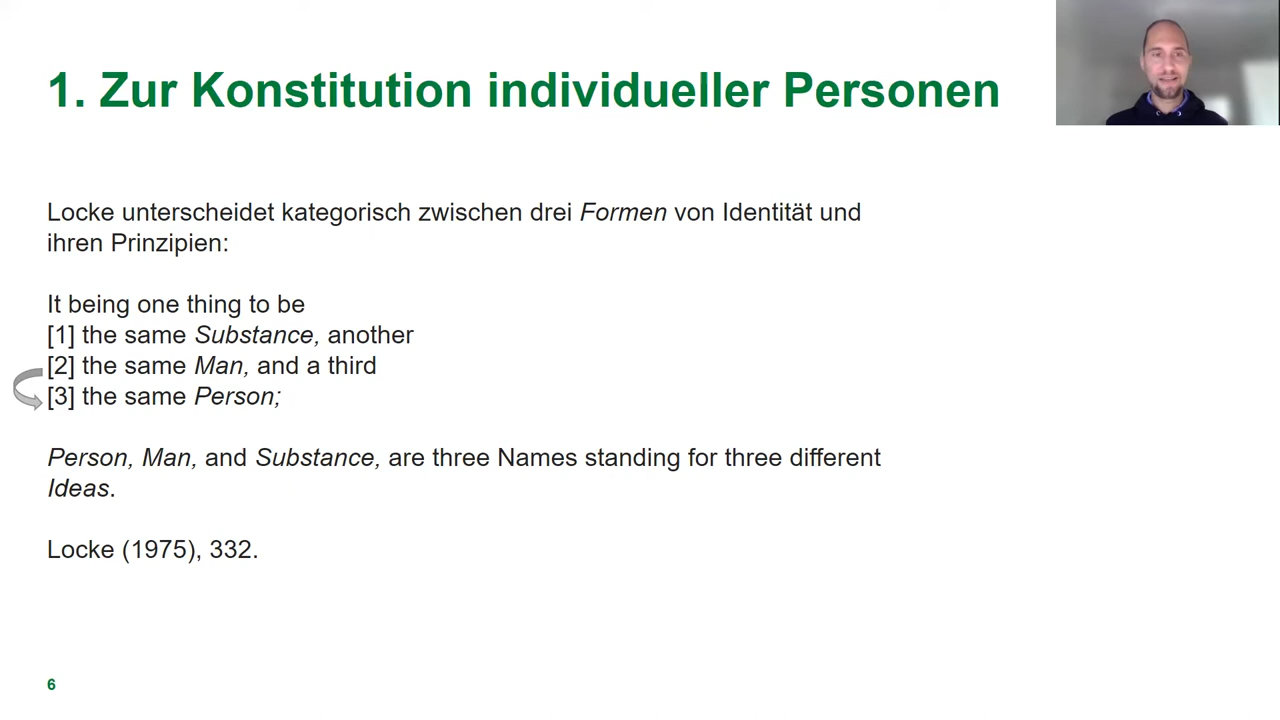 1. Zur Konstitution individueller Personen
Locke unterscheidet kategorisch zwischen drei Formen von Identität und
ihren Prinzipien:
It being one thing to be
[1] the same Substance, another
[2] the same Man, and a third
[3] the same Person;
Person, Man, and Substance, are three Names standing for three different
Ideas.
Locke (1975), 332.
6